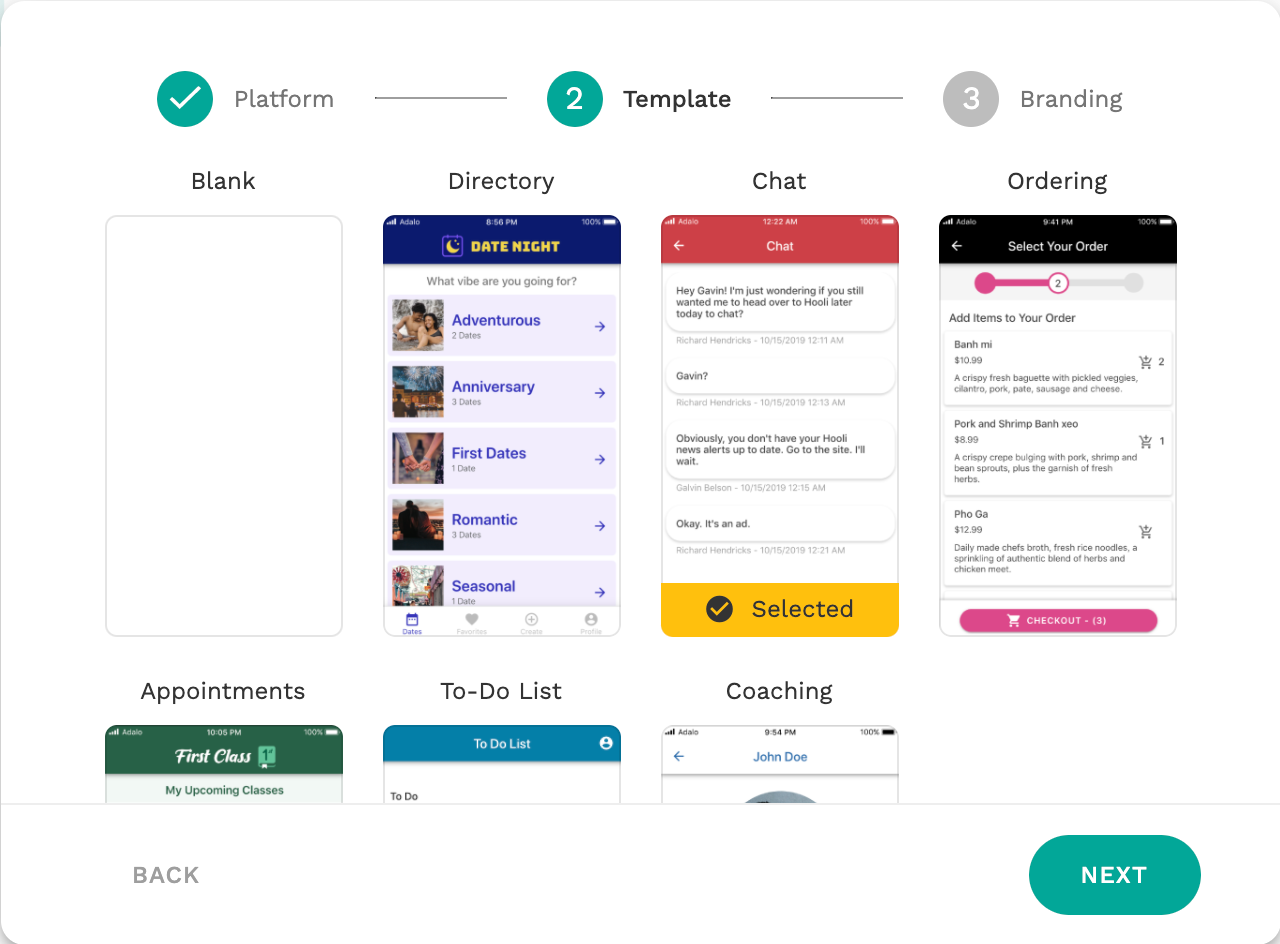 Platform
2 Template
3 Branding
Blank
Directory
Chat
Ordering
Adalo 8:56 PM 100%
DATE NIGHT
What vibe are you going for?
Adventurous
2 Dates
Anniversary
3 Dates
First Dates
1 Date
Romantic
3 Dates
Seasonal
1 Date
Dates Favorites Create Profile
Adalo 12:22 AM 100%
Chat
Hey Gavin! I'm just wondering if you still
wanted me to head over to Hooli later
today to chat?
Richard Hendricks - 10/15/2019 12:11 AM
Gavin?
Richard Hendricks - 10/15/2019 12:13 AM
Obviously, you don't have your Hooli
news alerts up to date. Go to the site. I'll
wait.
Galvin Belson - 10/15/2019 12:15 AM
Okay. It's an ad.
Richard Hendricks - 10/15/2019 12:21 AM
Selected
Adalo 9:41 PM 100%
Select Your Order
2
Add Items to Your Order
Banh mi
$10.99
2
A crispy fresh baguette with pickled veggies,
cilantro, pork, pate, sausage and cheese.
Pork and Shrimp Banh xeo
$8.99
1
A crispy crepe bulging with pork, shrimp and
bean sprouts, plus the garnish of fresh
herbs.
Pho Ga
$12.99
Daily made chefs broth, fresh rice noodles, a
sprinkling of authentic blend of herbs and
chicken meet.
CHECKOUT - (3)
Appointments
To-Do List
Coaching
Adalo 10:05 PM 100%
First Class 1st
My Upcoming Classes
To Do List
To Do
Adalo 9:54 PM 100%
John Doe
BACK
NEXT